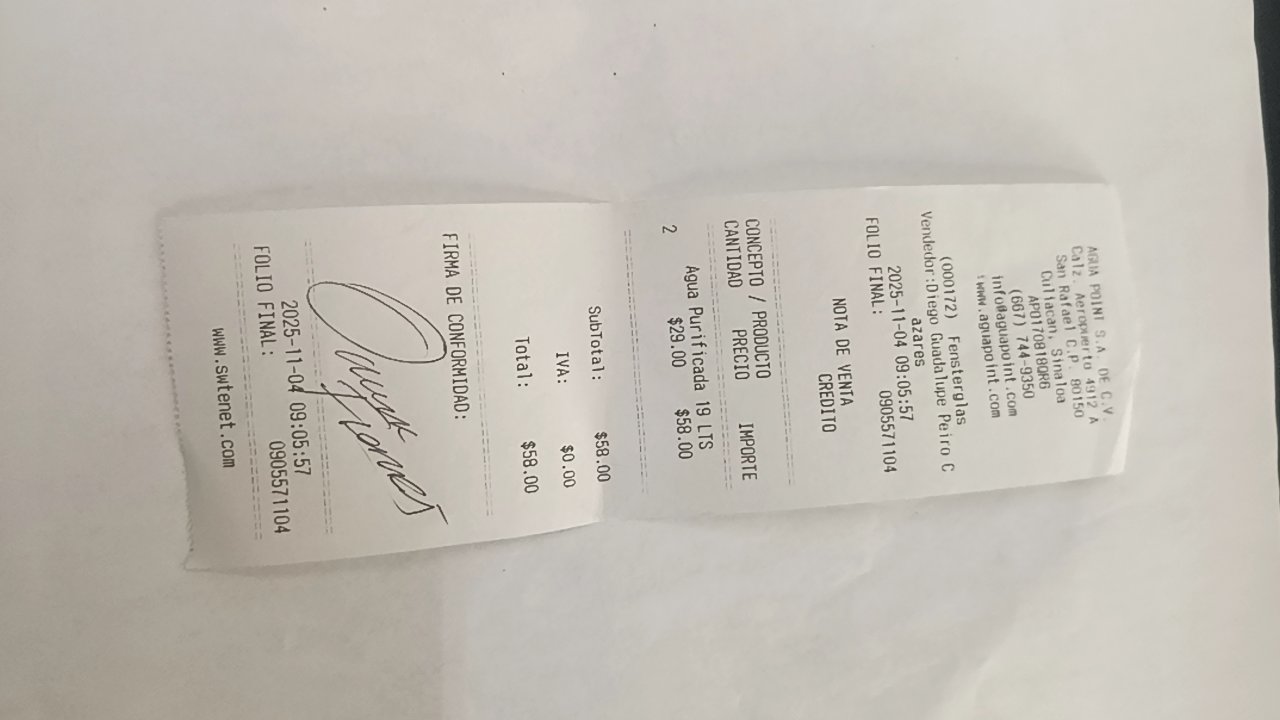 AGUA POINT S.A. DE C.V.
Calz. Aeropuerto 4912 A
San Rafael C.P. 80150
Culiacan, Sinaloa
APO170818QR6
(667) 744-9350
info@aguapoint.com
www.aguapoint.com
(000172) Fensterglas
Vendedor:Diego Guadalupe Peiro C
azares
2025-11-04 09:05:57
FOLIO FINAL: 0905571104
NOTA DE VENTA
CREDITO
CONCEPTO / PRODUCTO
CANTIDAD PRECIO IMPORTE
Agua Purificada 19 LTS
2 $29.00 $58.00
SubTotal: $58.00
IVA: $0.00
Total: $58.00
FIRMA DE CONFORMIDAD:
2025-11-04 09:05:57
FOLIO FINAL: 0905571104
www.swtenet.com